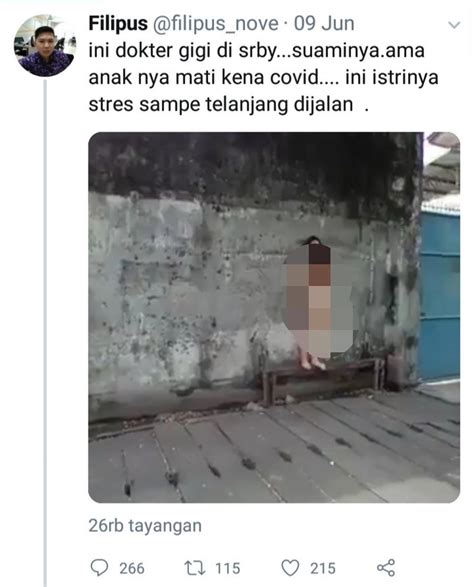 Filipus @filipus_nove · 09 Jun
ini dokter gigi di srby...suaminya.ama
anak nya mati kena covid.... ini istrinya
stres sampe telanjang dijalan .
26rb tayangan
266 115 215